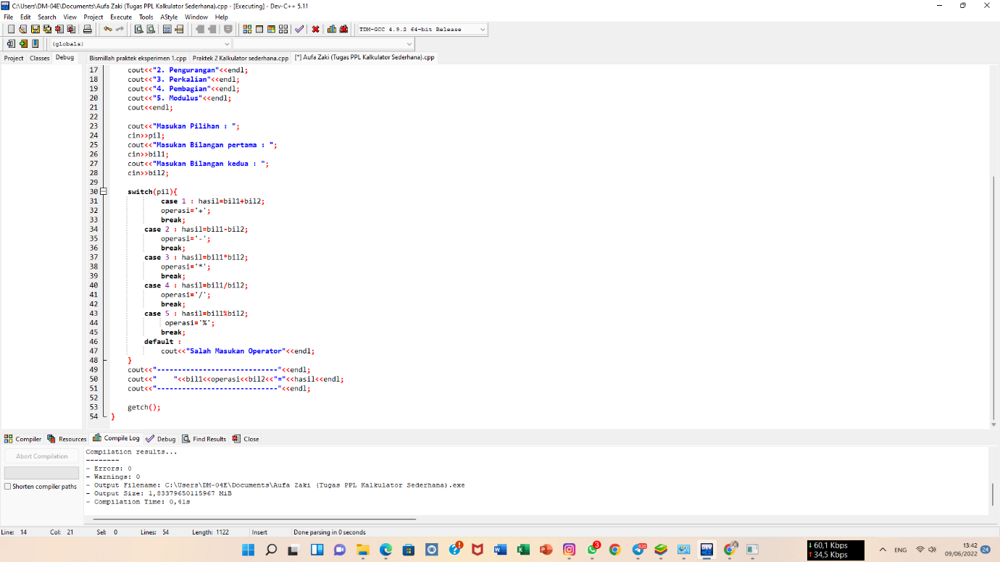 C:\Users\DM-04E\Documents\Aufa Zaki (Tugas PPL Kalkulator Sederhana).cpp - [Executing] - Dev-C++ 5.11
File Edit Search View Project Execute Tools AStyle Window Help
TDM-GCC 4.9.2 64-bit Release
(globals)
Project Classes Debug Bismillah praktek eksperimen 1.cpp Praktek 2 Kalkulator sederhana.cpp [*] Aufa Zaki (Tugas PPL Kalkulator Sederhana).cpp
17 cout<<"2. Pengurangan"<<endl;
18 cout<<"3. Perkalian"<<endl;
19 cout<<"4. Pembagian"<<endl;
20 cout<<"5. Modulus"<<endl;
21 cout<<endl;
22
23 cout<<"Masukan Pilihan : ";
24 cin>>pil;
25 cout<<"Masukan Bilangan pertama : ";
26 cin>>bil1;
27 cout<<"Masukan Bilangan kedua : ";
28 cin>>bil2;
29
30 switch(pil){
31 case 1 : hasil=bil1+bil2;
32 operasi='+';
33 break;
34 case 2 : hasil=bil1-bil2;
35 operasi='-';
36 break;
37 case 3 : hasil=bil1*bil2;
38 operasi='*';
39 break;
40 case 4 : hasil=bil1/bil2;
41 operasi='/';
42 break;
43 case 5 : hasil=bil1%bil2;
44 operasi='%';
45 break;
46 default :
47 cout<<"Salah Masukan Operator"<<endl;
48 }
49 cout<<"-----------------------------"<<endl;
50 cout<<"    "<<bil1<<operasi<<bil2<<"="<<hasil<<endl;
51 cout<<"-----------------------------"<<endl;
52
53 getch();
54 }
Compiler Resources Compile Log Debug Find Results Close
Abort Compilation
Shorten compiler paths
Compilation results...
--------
- Errors: 0
- Warnings: 0
- Output Filename: C:\Users\DM-04E\Documents\Aufa Zaki (Tugas PPL Kalkulator Sederhana).exe
- Output Size: 1,83379650115967 MiB
- Compilation Time: 0,41s
Line: 14 Col: 21 Sel: 0 Lines: 54 Length: 1122 Insert Done parsing in 0 seconds
↓ 60,1 Kbps
↑ 34,5 Kbps
ENG
13:42
09/06/2022
24